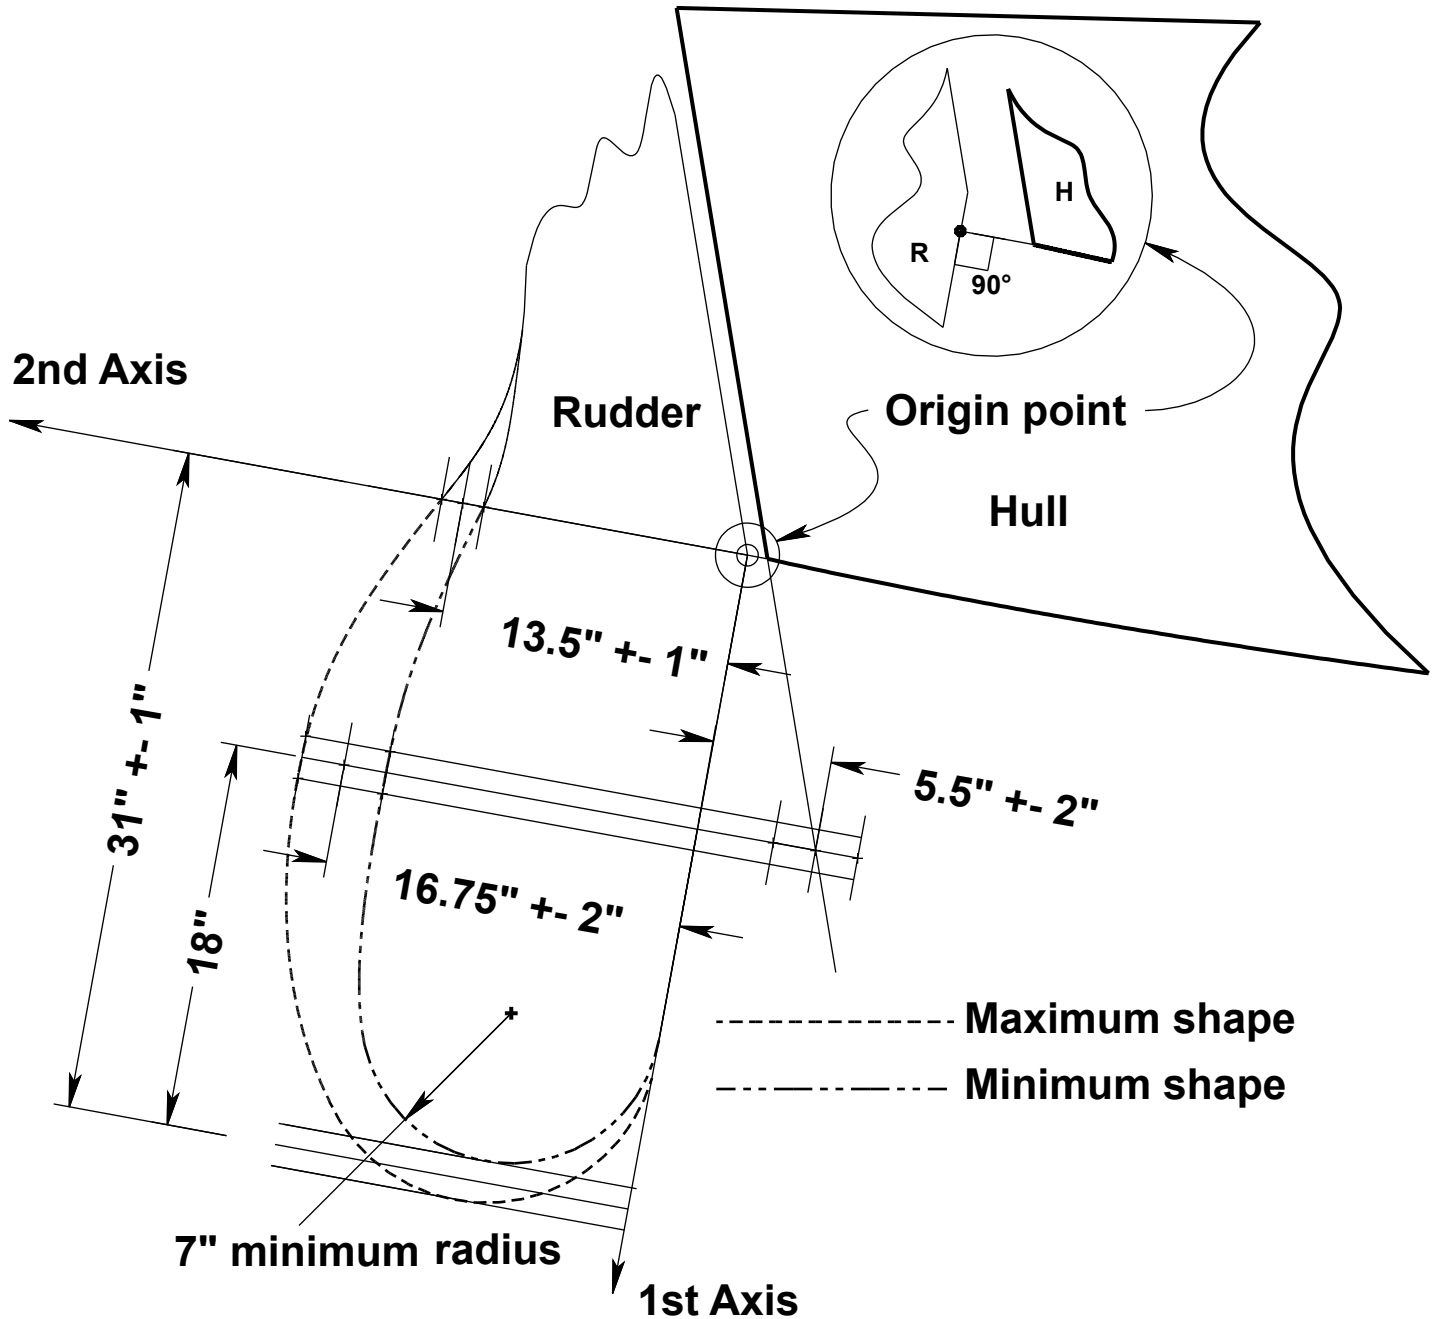 H
R
90°
2nd Axis
Rudder
Origin point
Hull
13.5" +- 1"
31" +- 1"
5.5" +- 2"
16.75" +- 2"
18"
Maximum shape
Minimum shape
7" minimum radius
1st Axis